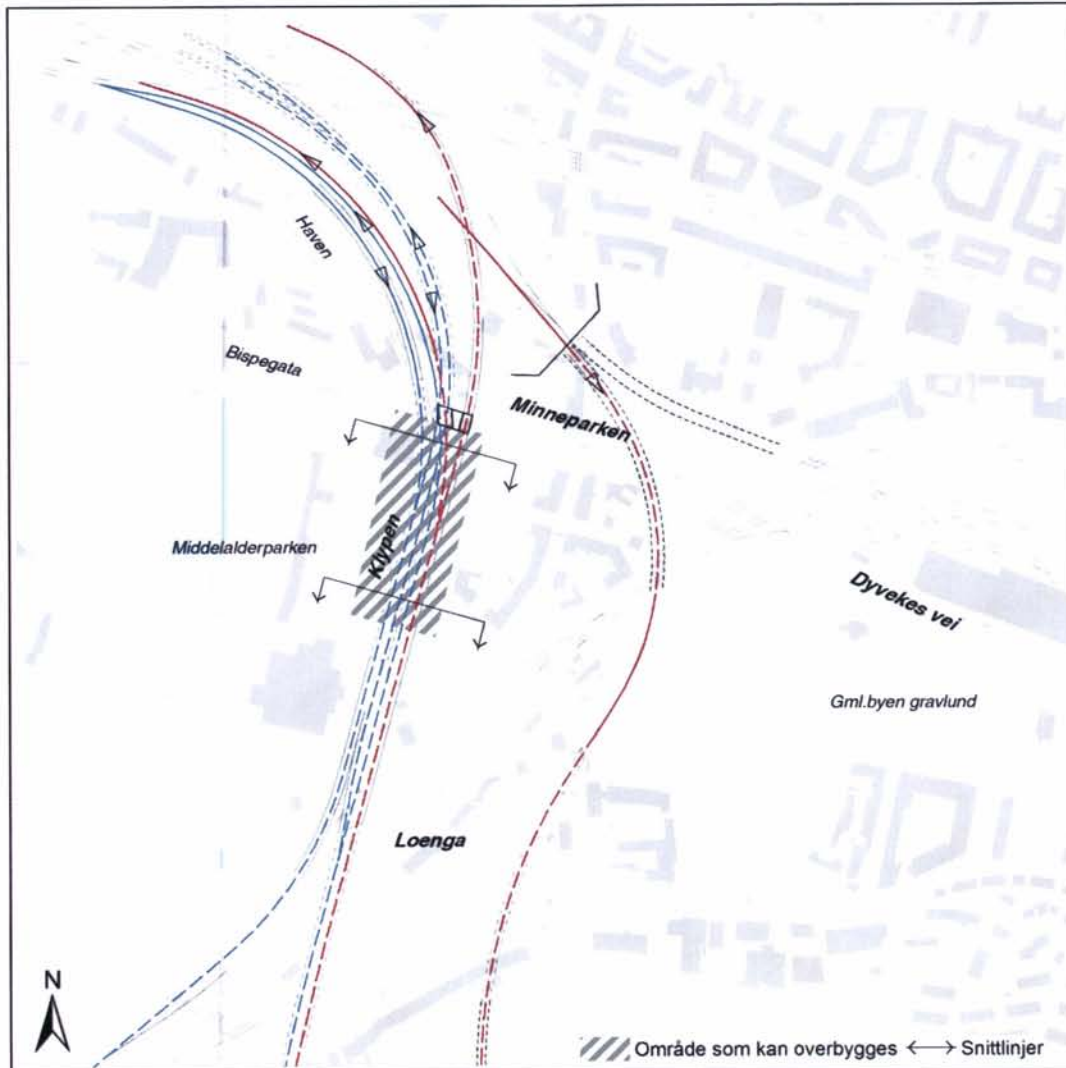 Haven
Bispegata
Minneparken
Middelalderparken
Klypen
Dyvekes vei
Gml.byen gravlund
Loenga
N
Område som kan overbygges
Snittlinjer